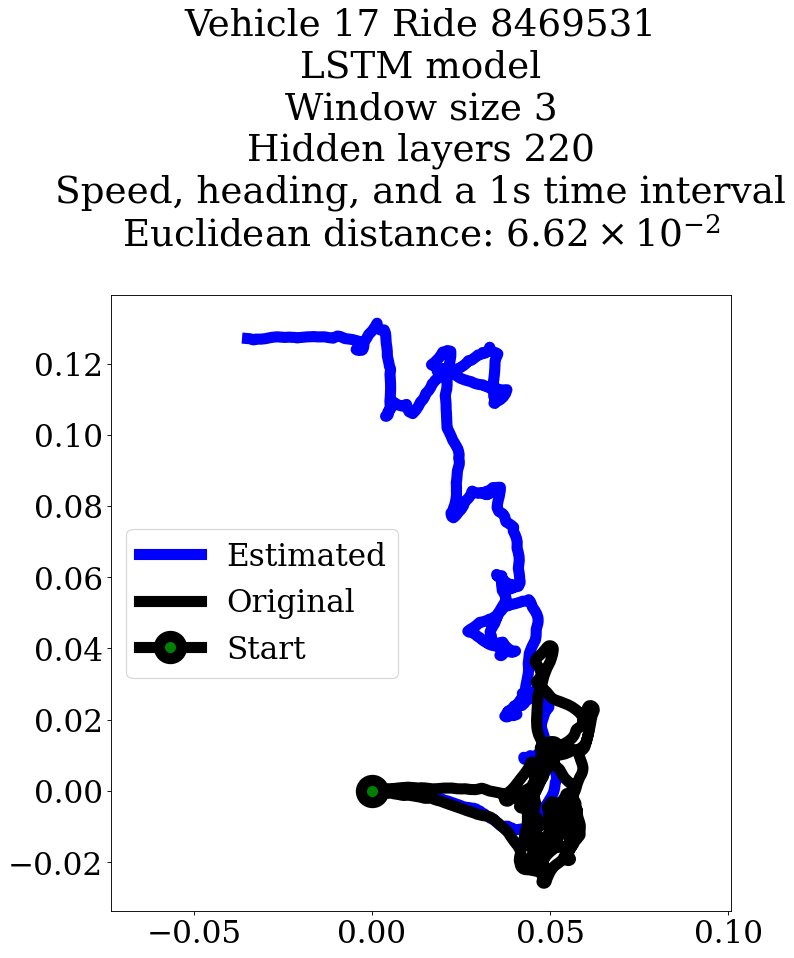 Vehicle 17 Ride 8469531
LSTM model
Window size 3
Hidden layers 220
Speed, heading, and a 1s time interval
Euclidean distance: 6.62 × 10⁻²
0.12
0.10
0.08
0.06
0.04
0.02
0.00
−0.02
Estimated
Original
Start
−0.05
0.00
0.05
0.10